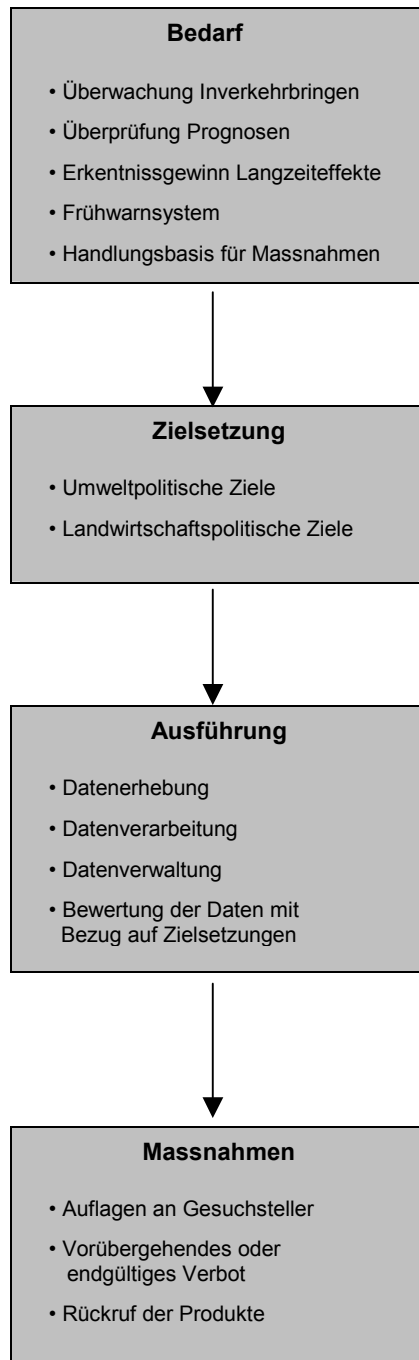 Bedarf
• Überwachung Inverkehrbringen
• Überprüfung Prognosen
• Erkentnissgewinn Langzeiteffekte
• Frühwarnsystem
• Handlungsbasis für Massnahmen
Zielsetzung
• Umweltpolitische Ziele
• Landwirtschaftspolitische Ziele
Ausführung
• Datenerhebung
• Datenverarbeitung
• Datenverwaltung
• Bewertung der Daten mit
Bezug auf Zielsetzungen
Massnahmen
• Auflagen an Gesuchsteller
• Vorübergehendes oder
endgültiges Verbot
• Rückruf der Produkte